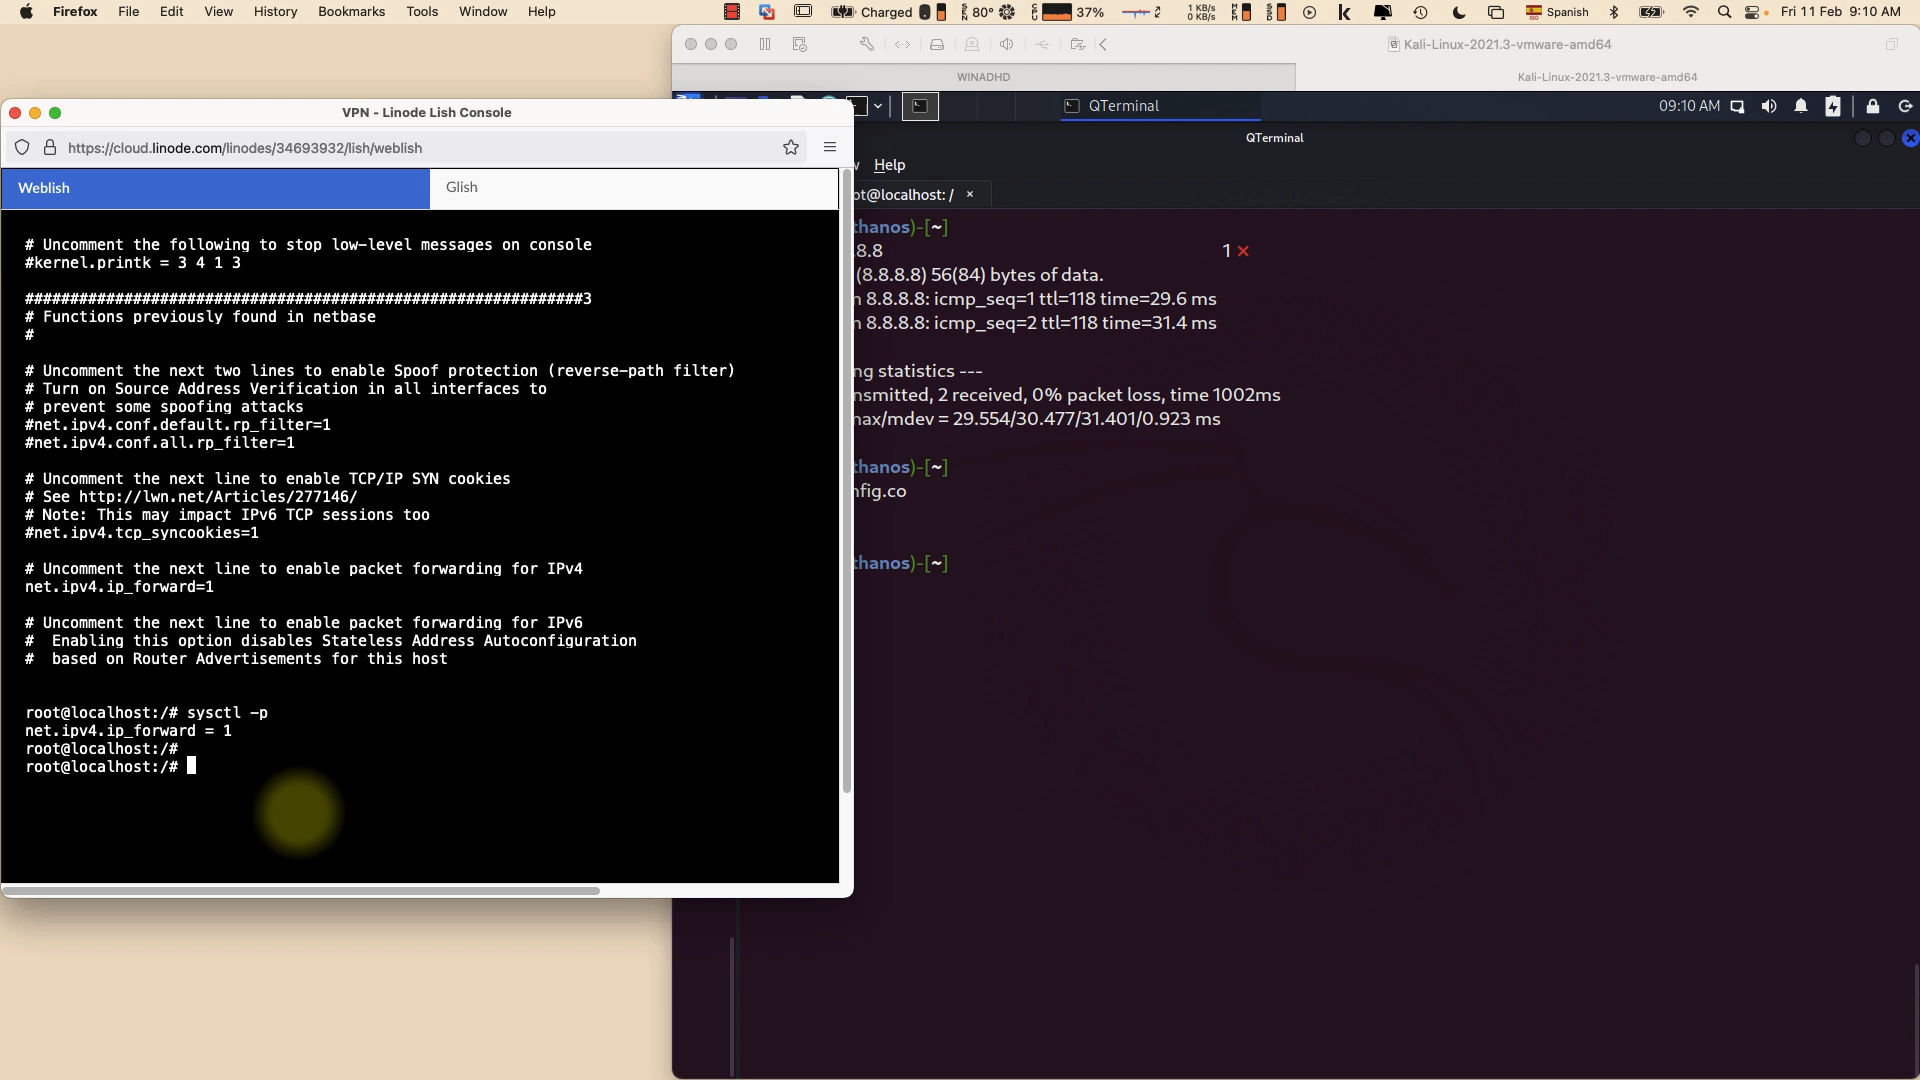 Firefox File Edit View History Bookmarks Tools Window Help
Charged 80° 37% 1 KB/s 0 KB/s Spanish Fri 11 Feb 9:10 AM
Kali-Linux-2021.3-vmware-amd64
WINADHD
Kali-Linux-2021.3-vmware-amd64
QTerminal
09:10 AM
QTerminal
w Help
ot@localhost: / ×
thanos)-[~]
.8.8 1 ×
(8.8.8.8) 56(84) bytes of data.
n 8.8.8.8: icmp_seq=1 ttl=118 time=29.6 ms
n 8.8.8.8: icmp_seq=2 ttl=118 time=31.4 ms
ng statistics ---
nsmitted, 2 received, 0% packet loss, time 1002ms
max/mdev = 29.554/30.477/31.401/0.923 ms
thanos)-[~]
nfig.co
thanos)-[~]
VPN - Linode Lish Console
https://cloud.linode.com/linodes/34693932/lish/weblish
Weblish
Glish
# Uncomment the following to stop low-level messages on console
#kernel.printk = 3 4 1 3
##############################################################3
# Functions previously found in netbase
#
# Uncomment the next two lines to enable Spoof protection (reverse-path filter)
# Turn on Source Address Verification in all interfaces to
# prevent some spoofing attacks
#net.ipv4.conf.default.rp_filter=1
#net.ipv4.conf.all.rp_filter=1
# Uncomment the next line to enable TCP/IP SYN cookies
# See http://lwn.net/Articles/277146/
# Note: This may impact IPv6 TCP sessions too
#net.ipv4.tcp_syncookies=1
# Uncomment the next line to enable packet forwarding for IPv4
net.ipv4.ip_forward=1
# Uncomment the next line to enable packet forwarding for IPv6
#  Enabling this option disables Stateless Address Autoconfiguration
#  based on Router Advertisements for this host
root@localhost:/# sysctl -p
net.ipv4.ip_forward = 1
root@localhost:/#
root@localhost:/#